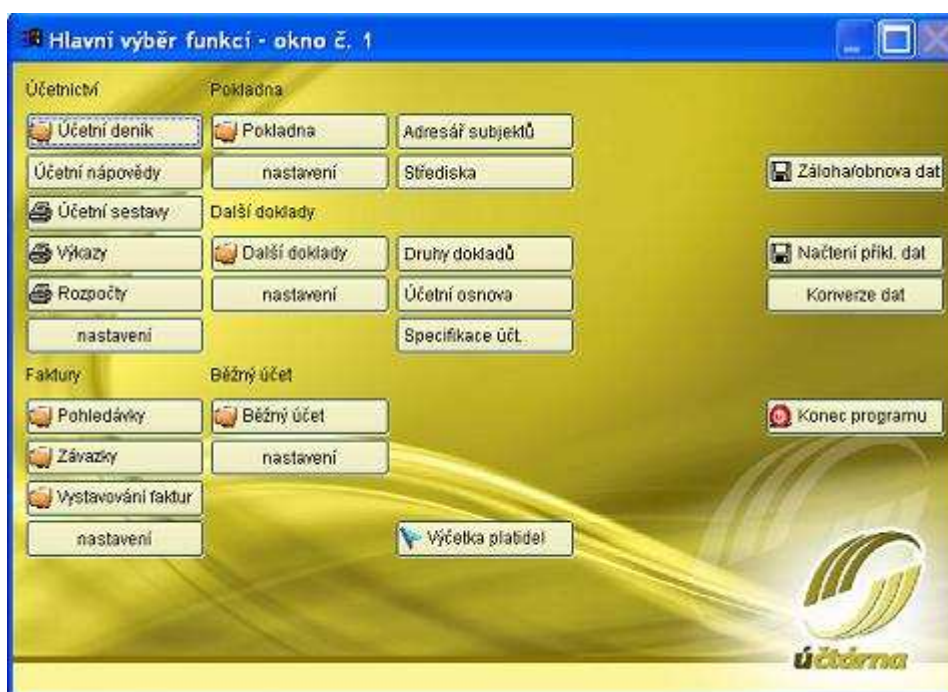 Hlavní výběr funkcí - okno č. 1
Účetnictví
Pokladna
Účetní deník
Pokladna
Adresář subjektů
Účetní nápovědy
nastavení
Střediska
Záloha/obnova dat
Účetní sestavy
Další doklady
Výkazy
Další doklady
Druhy dokladů
Načtení příkl. dat
Rozpočty
nastavení
Účetní osnova
Konverze dat
nastavení
Specifikace účt.
Faktury
Běžný účet
Pohledávky
Běžný účet
Konec programu
Závazky
nastavení
Vystavování faktur
nastavení
Výčetka platidel
účtárna